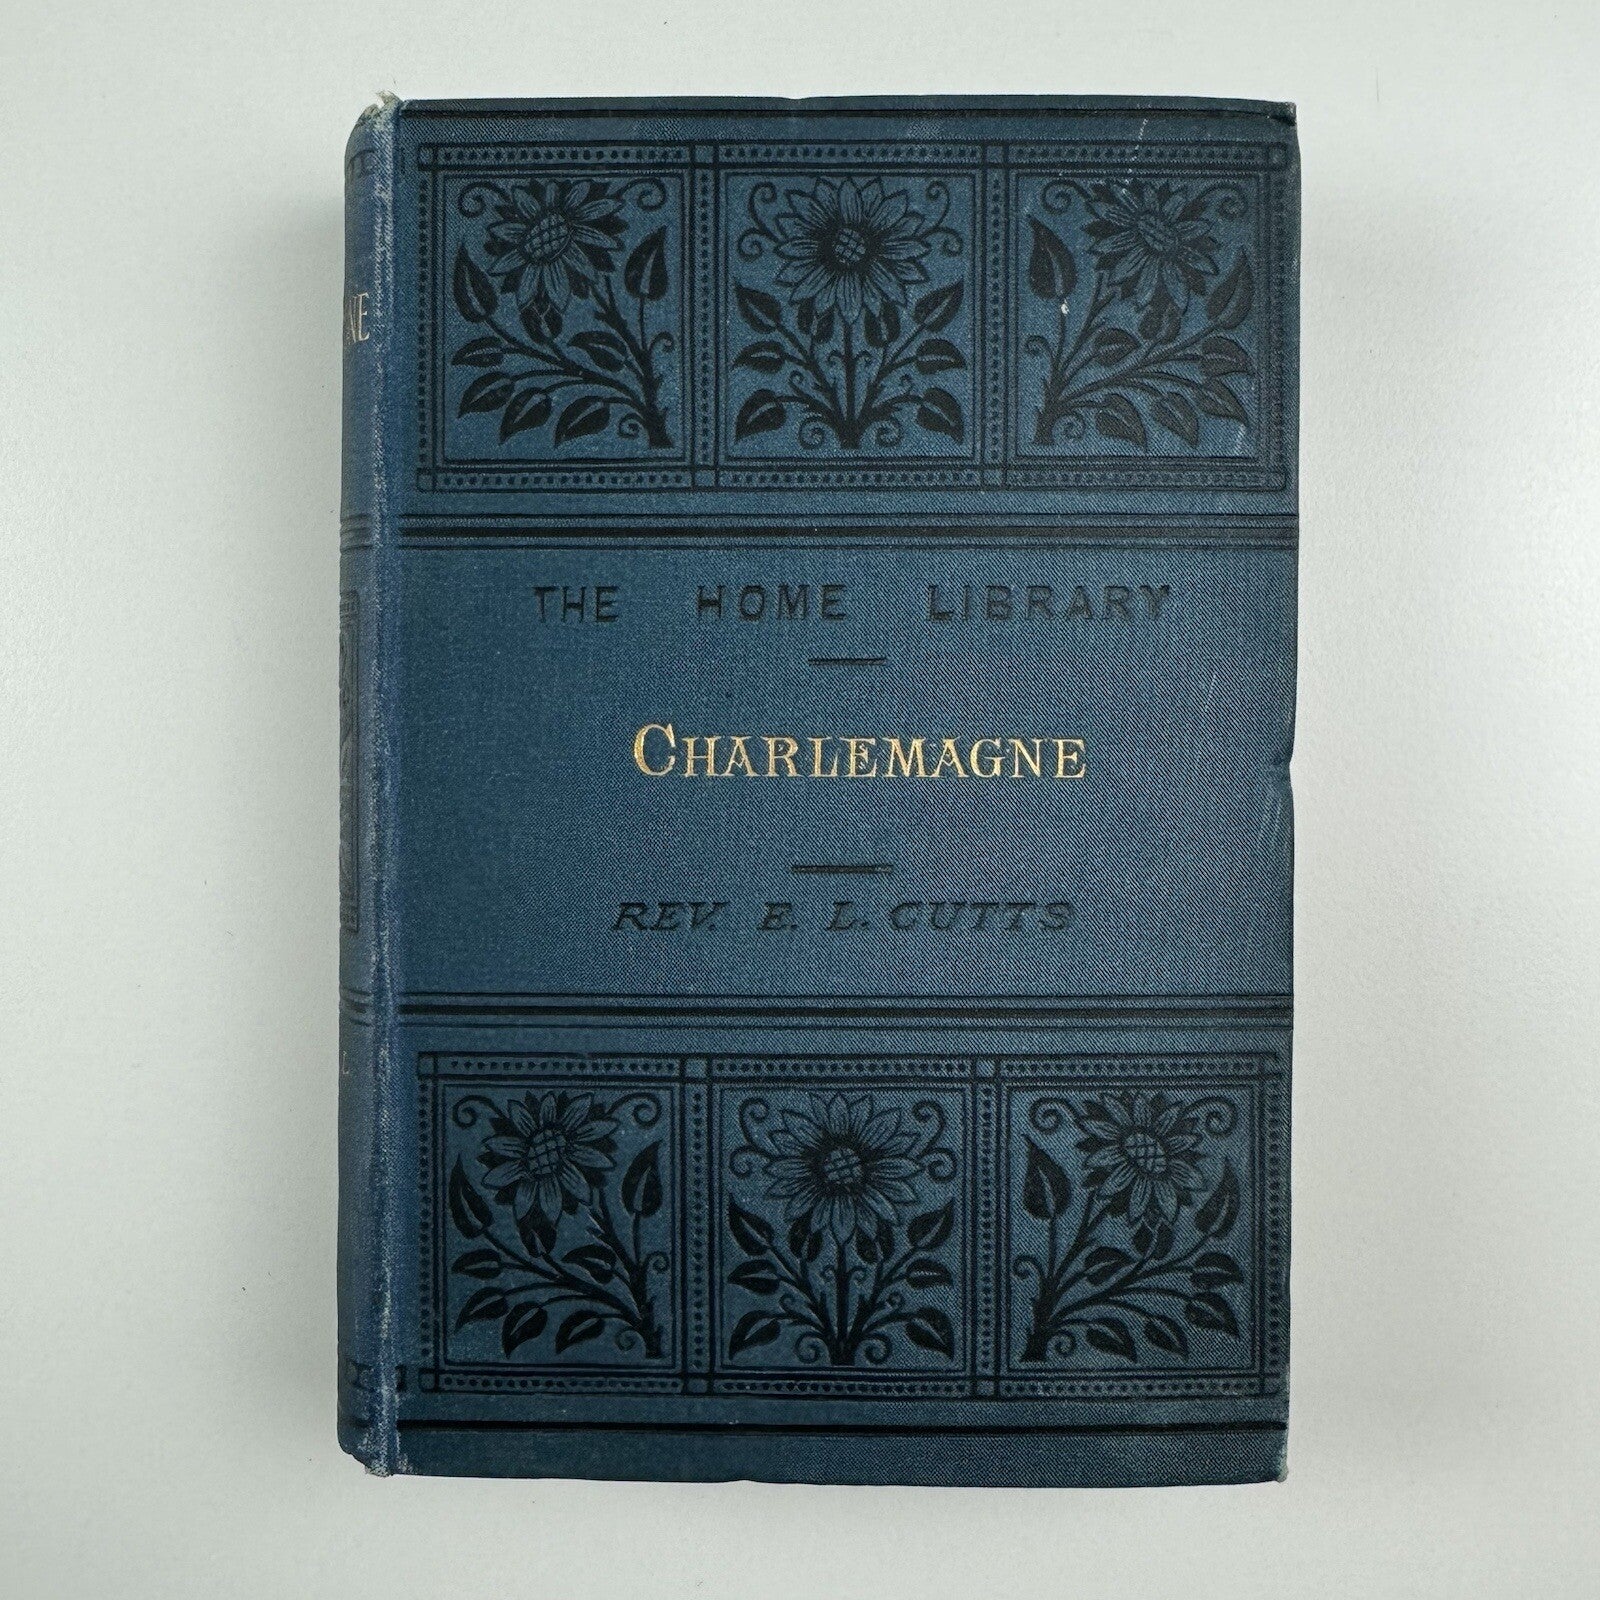 THE HOME LIBRARY
CHARLEMAGNE
REV. E. L. CUTTS